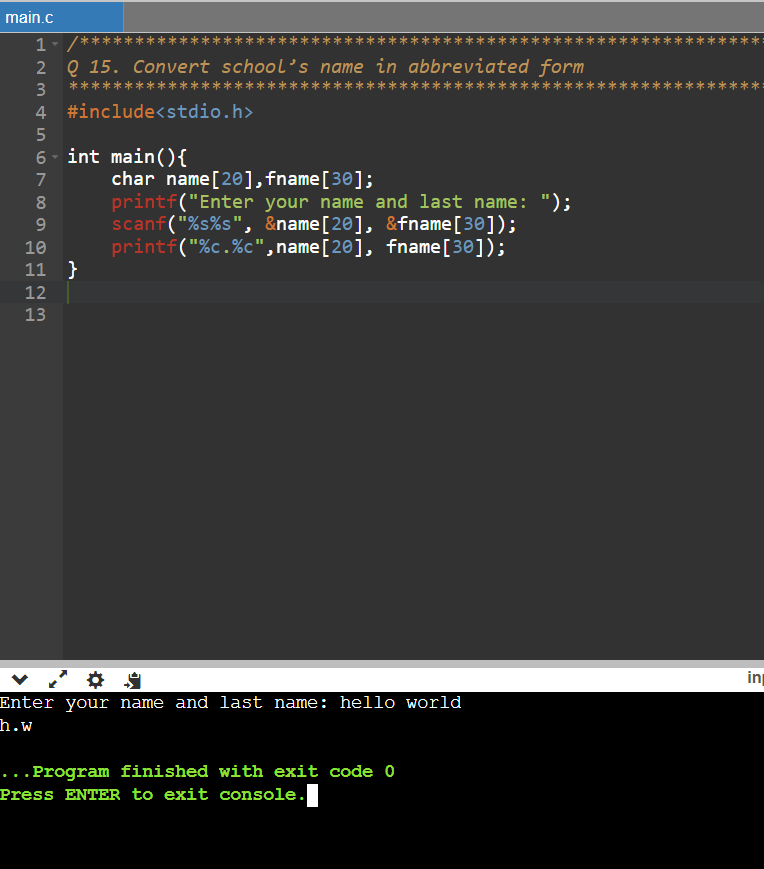 main.c
1 /***************************************************************
2 Q 15. Convert school's name in abbreviated form
3 ****************************************************************
4 #include<stdio.h>
5
6 int main(){
7     char name[20],fname[30];
8     printf("Enter your name and last name: ");
9     scanf("%s%s", &name[20], &fname[30]);
10     printf("%c.%c",name[20], fname[30]);
11 }
12
13
inp
Enter your name and last name: hello world
h.w
...Program finished with exit code 0
Press ENTER to exit console.